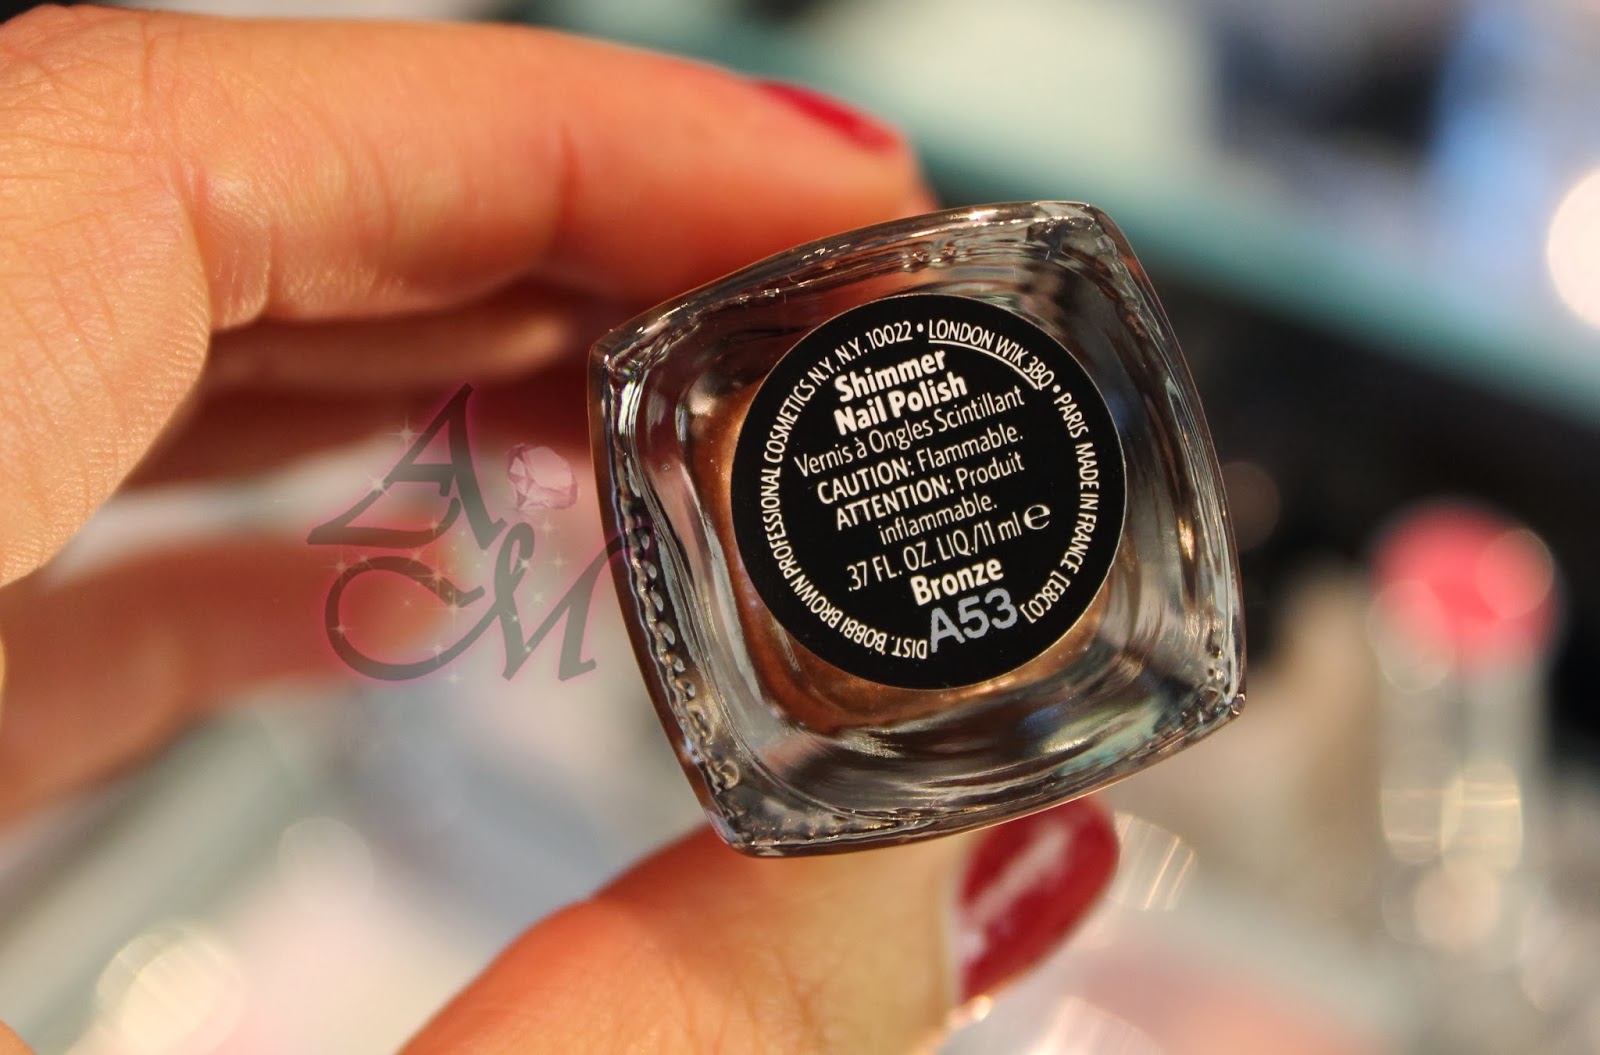 DIST. BOBBI BROWN PROFESSIONAL COSMETICS N.Y., N.Y. 10022 • LONDON W1K 3BQ • PARIS MADE IN FRANCE [E8C0]
Shimmer
Nail Polish
Vernis à Ongles Scintillant
CAUTION: Flammable.
ATTENTION: Produit
inflammable.
.37 FL. OZ. LIQ./11 ml ℮
Bronze
A53
AM